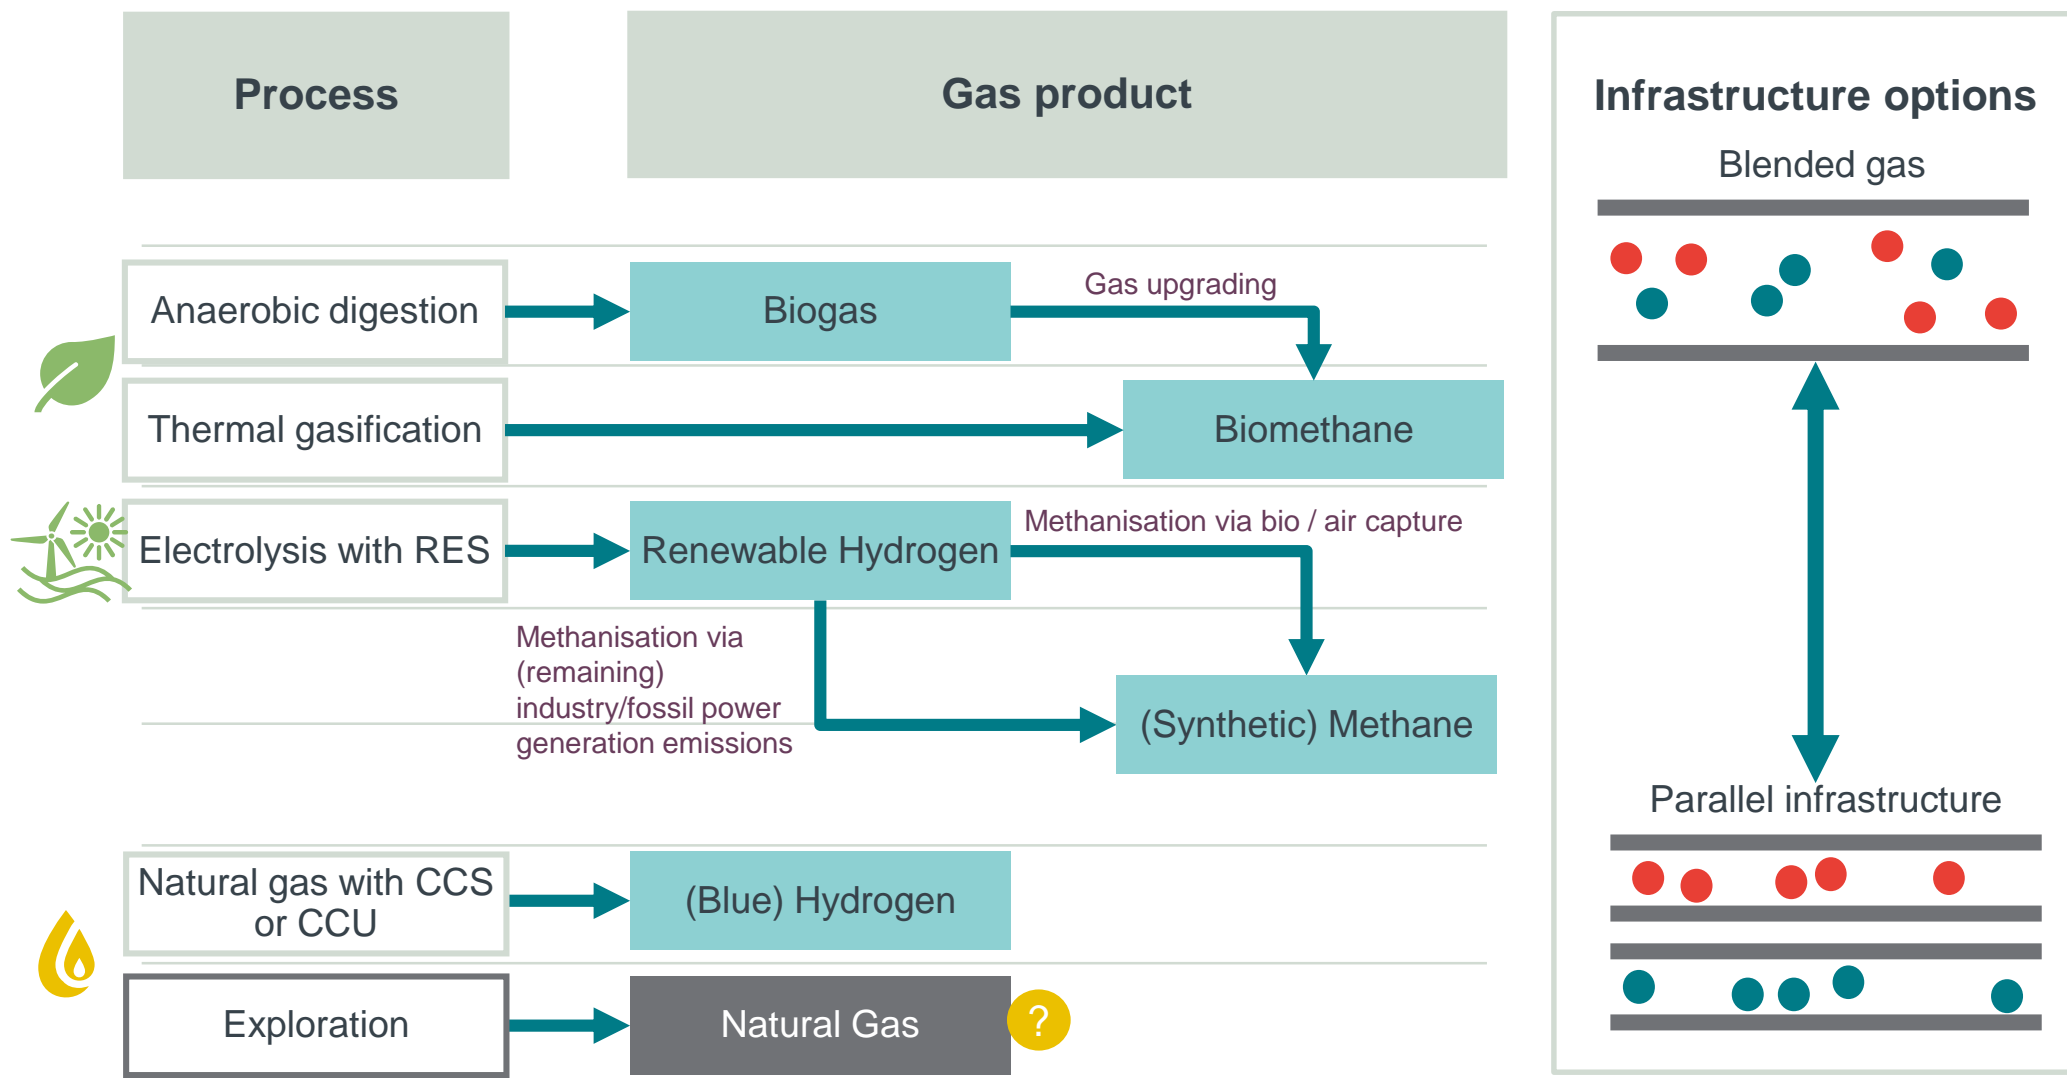 Process
Gas product
Infrastructure options
Blended gas
Anaerobic digestion
Biogas
Gas upgrading
Thermal gasification
Biomethane
Electrolysis with RES
Renewable Hydrogen
Methanisation via bio / air capture
Methanisation via
(remaining)
industry/fossil power
generation emissions
(Synthetic) Methane
Parallel infrastructure
Natural gas with CCS
or CCU
(Blue) Hydrogen
Exploration
Natural Gas
?